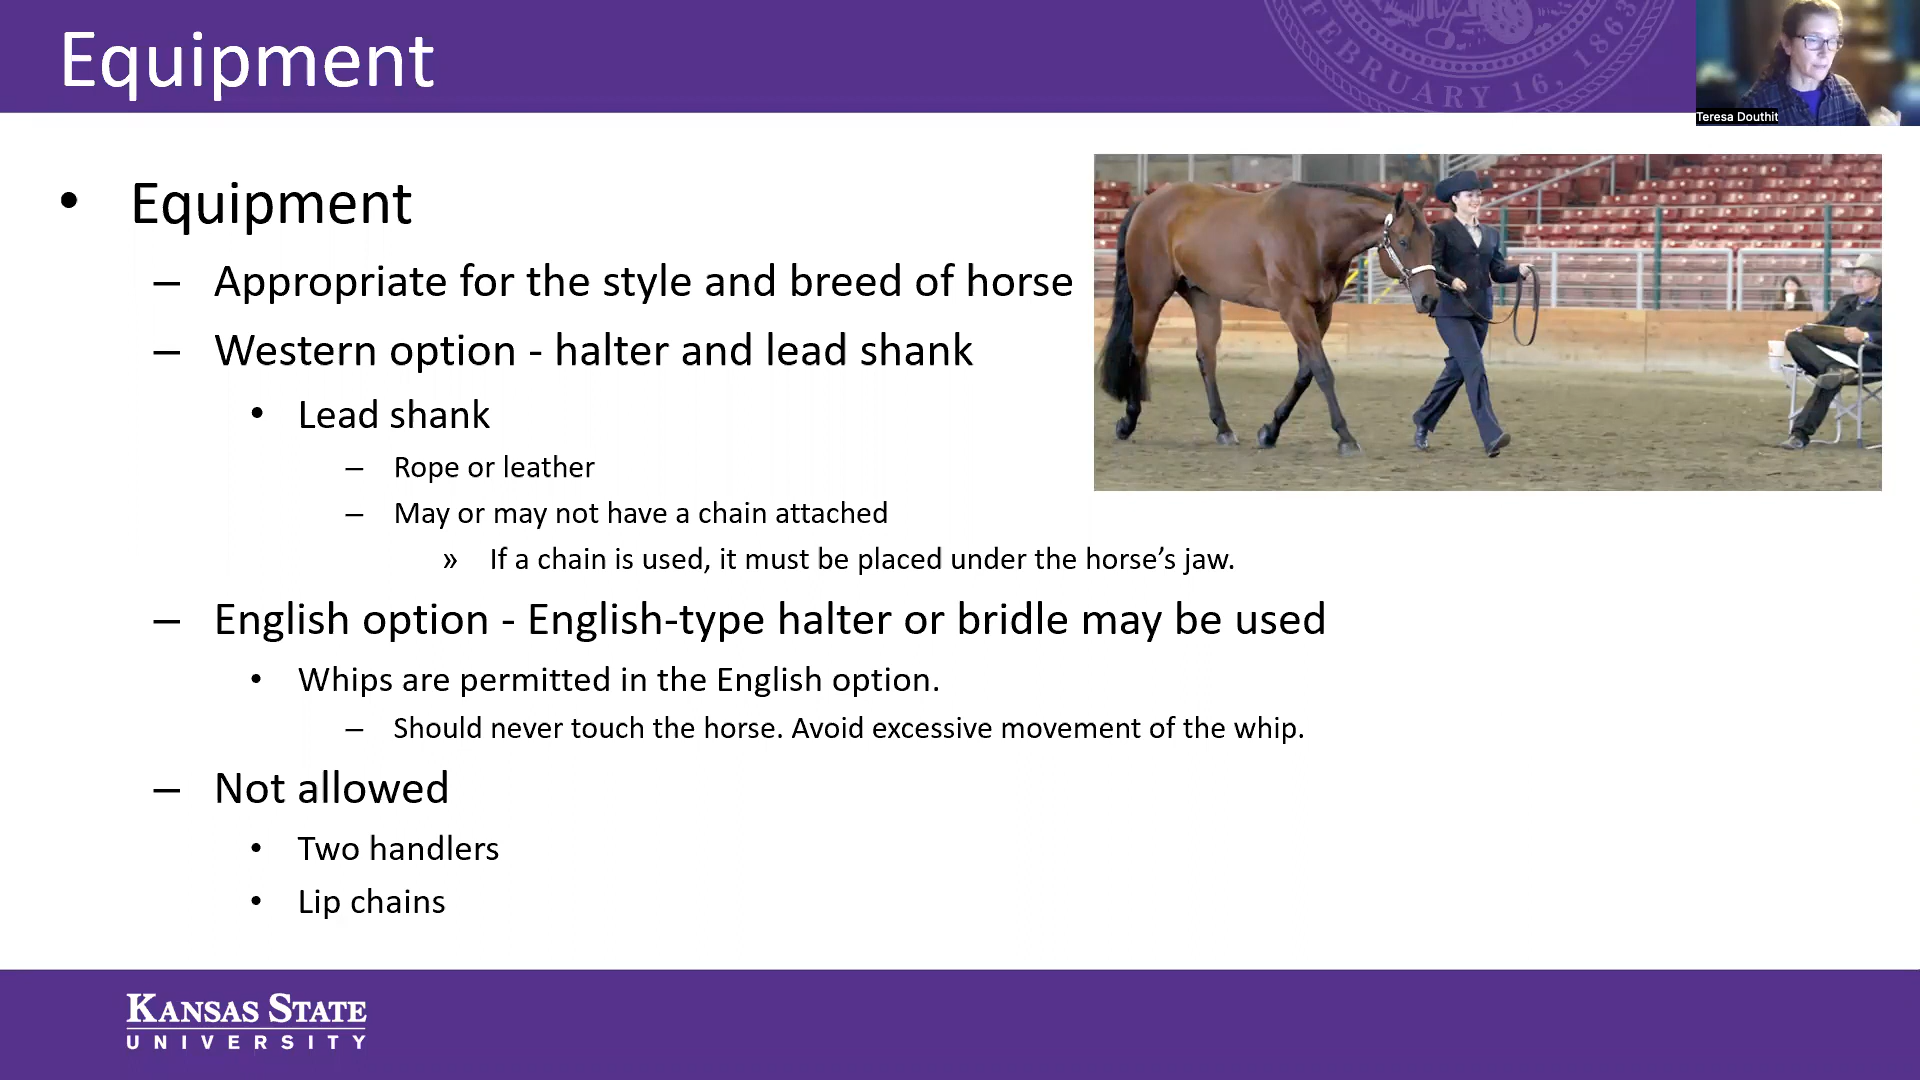 Equipment
FEBRUARY 16, 1863
Teresa Douthit
• Equipment
– Appropriate for the style and breed of horse
– Western option - halter and lead shank
• Lead shank
– Rope or leather
– May or may not have a chain attached
» If a chain is used, it must be placed under the horse’s jaw.
– English option - English-type halter or bridle may be used
• Whips are permitted in the English option.
– Should never touch the horse. Avoid excessive movement of the whip.
– Not allowed
• Two handlers
• Lip chains
KANSAS STATE
UNIVERSITY